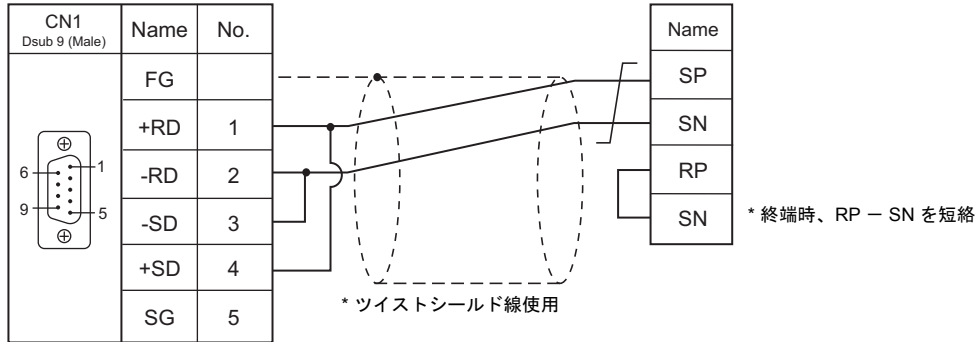 CN1
Dsub 9 (Male)
Name
No.
FG
+RD
1
-RD
2
-SD
3
+SD
4
SG
5
6
1
9
5
Name
SP
SN
RP
SN
* 終端時、RP － SN を短絡
* ツイストシールド線使用